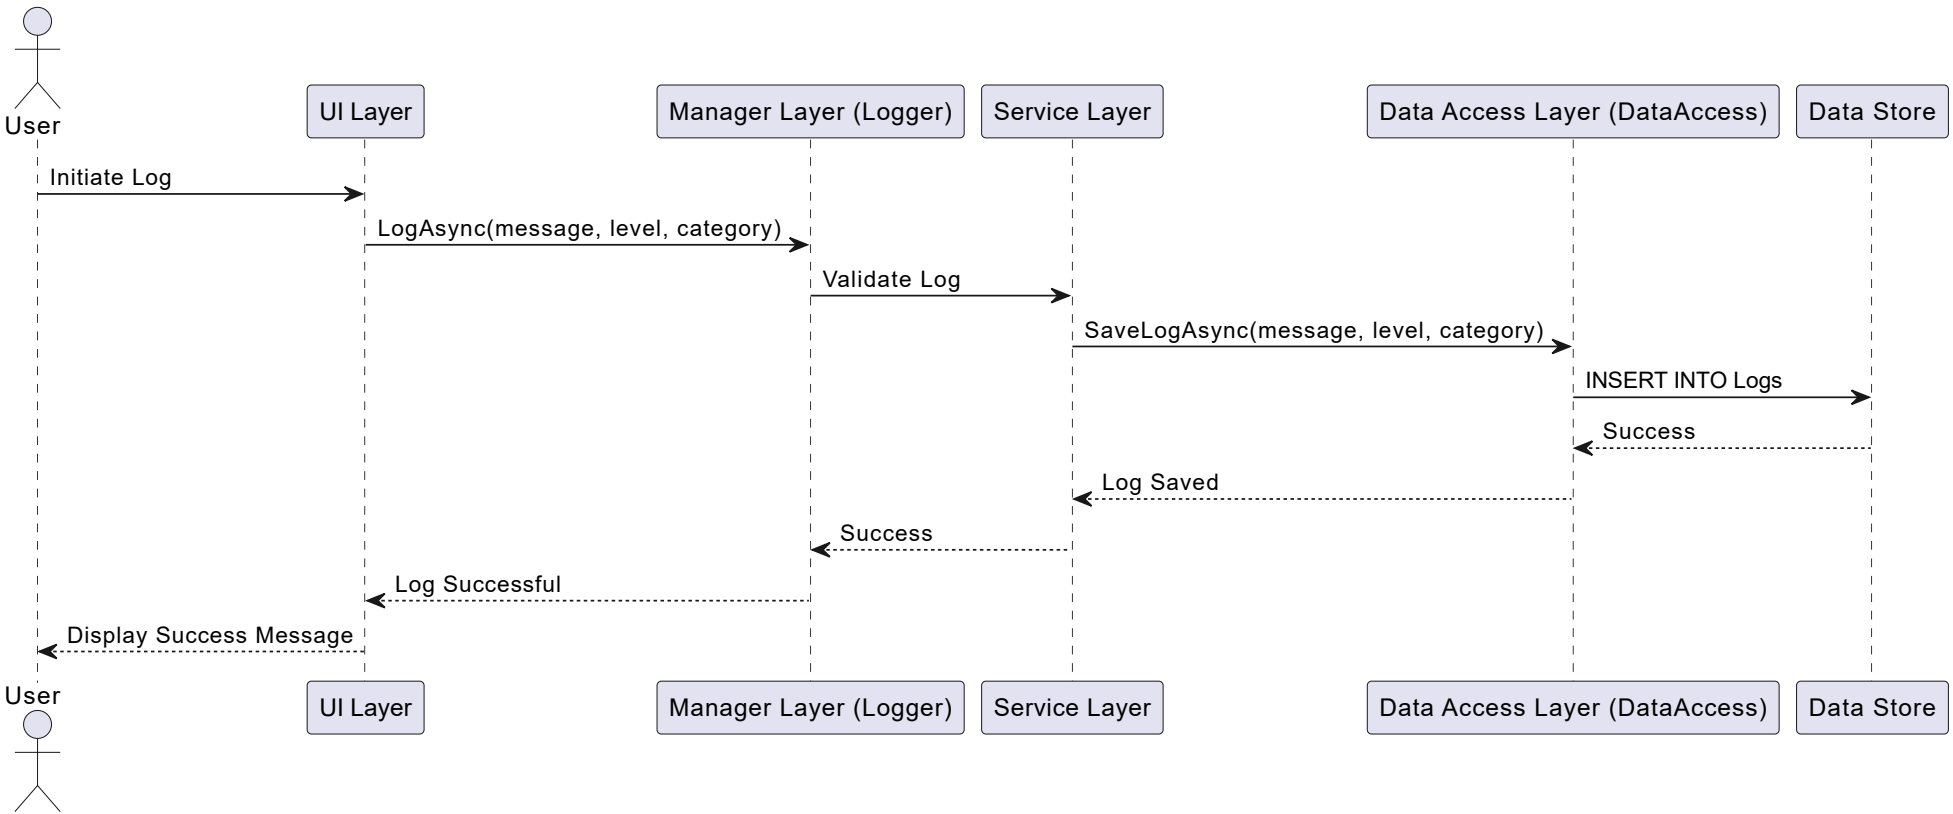 User
UI Layer
Manager Layer (Logger)
Service Layer
Data Access Layer (DataAccess)
Data Store
Initiate Log
LogAsync(message, level, category)
Validate Log
SaveLogAsync(message, level, category)
INSERT INTO Logs
Success
Log Saved
Success
Log Successful
Display Success Message
User
UI Layer
Manager Layer (Logger)
Service Layer
Data Access Layer (DataAccess)
Data Store